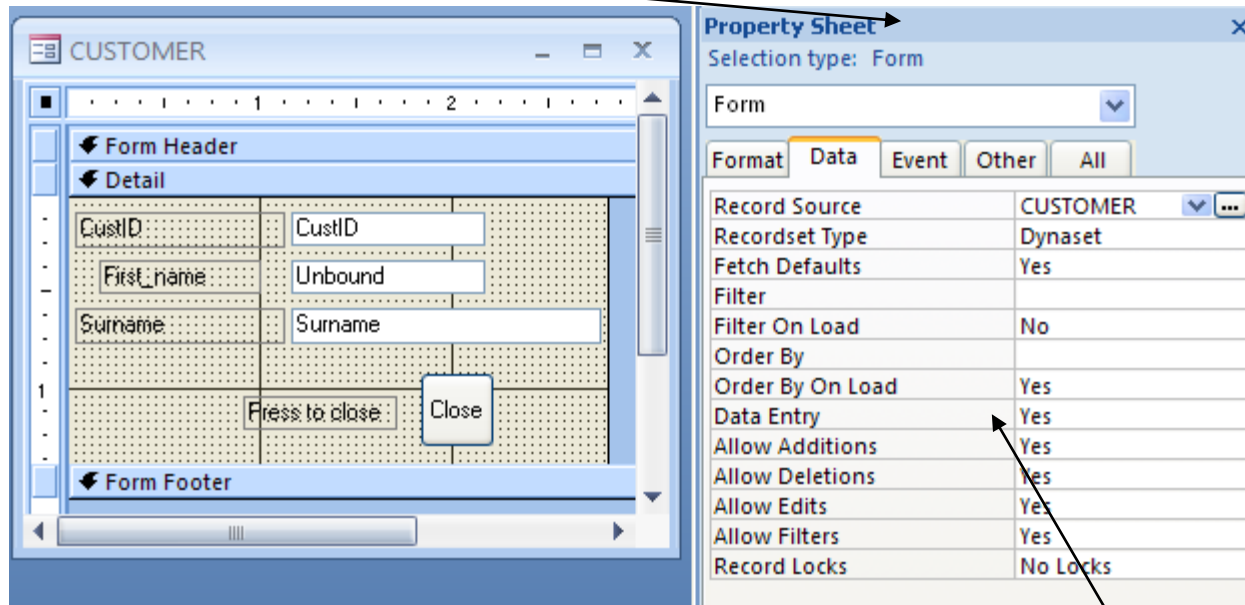 CUSTOMER
1 2
Form Header
Detail
CustID CustID
First_name Unbound
Surname Surname
1
Press to close Close
Form Footer
Property Sheet
Selection type: Form
Form
Format Data Event Other All
Record Source CUSTOMER
Recordset Type Dynaset
Fetch Defaults Yes
Filter
Filter On Load No
Order By
Order By On Load Yes
Data Entry Yes
Allow Additions Yes
Allow Deletions Yes
Allow Edits Yes
Allow Filters Yes
Record Locks No Locks